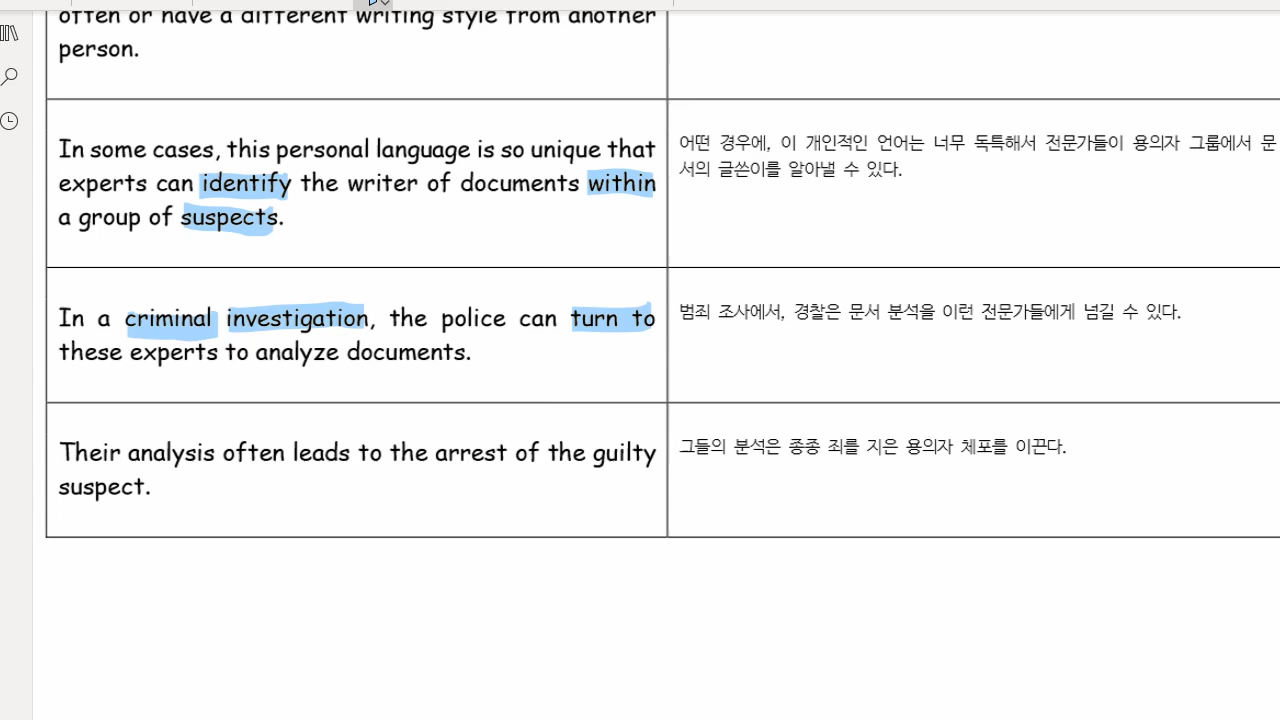 often or have a different writing style from another
person.
In some cases, this personal language is so unique that
experts can identify the writer of documents within
a group of suspects.
어떤 경우에, 이 개인적인 언어는 너무 독특해서 전문가들이 용의자 그룹에서 문
서의 글쓴이를 알아낼 수 있다.
In a criminal investigation, the police can turn to
these experts to analyze documents.
범죄 조사에서, 경찰은 문서 분석을 이런 전문가들에게 넘길 수 있다.
Their analysis often leads to the arrest of the guilty
suspect.
그들의 분석은 종종 죄를 지은 용의자 체포를 이끈다.